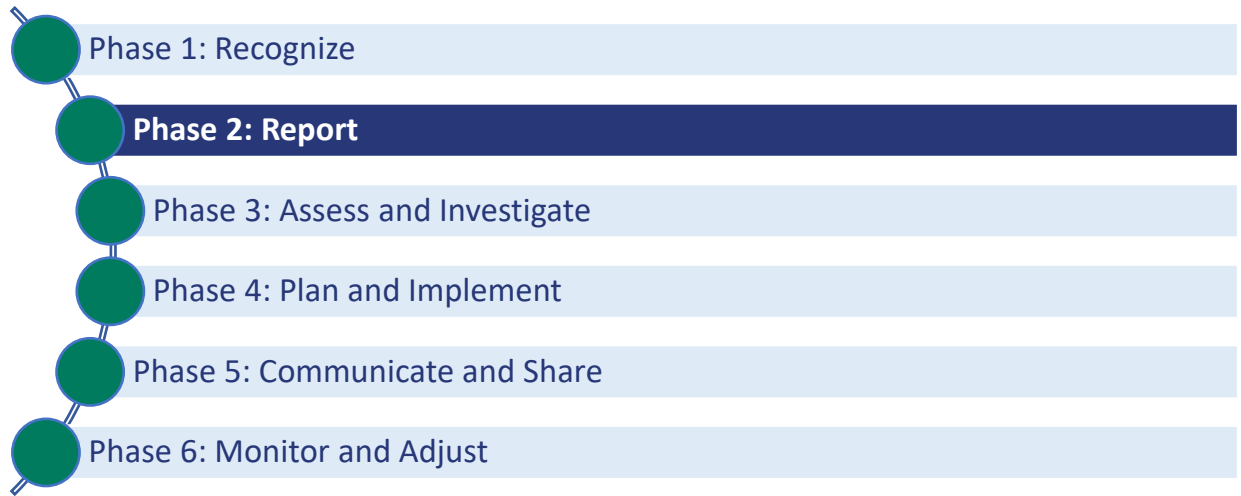 Phase 1: Recognize
Phase 2: Report
Phase 3: Assess and Investigate
Phase 4: Plan and Implement
Phase 5: Communicate and Share
Phase 6: Monitor and Adjust